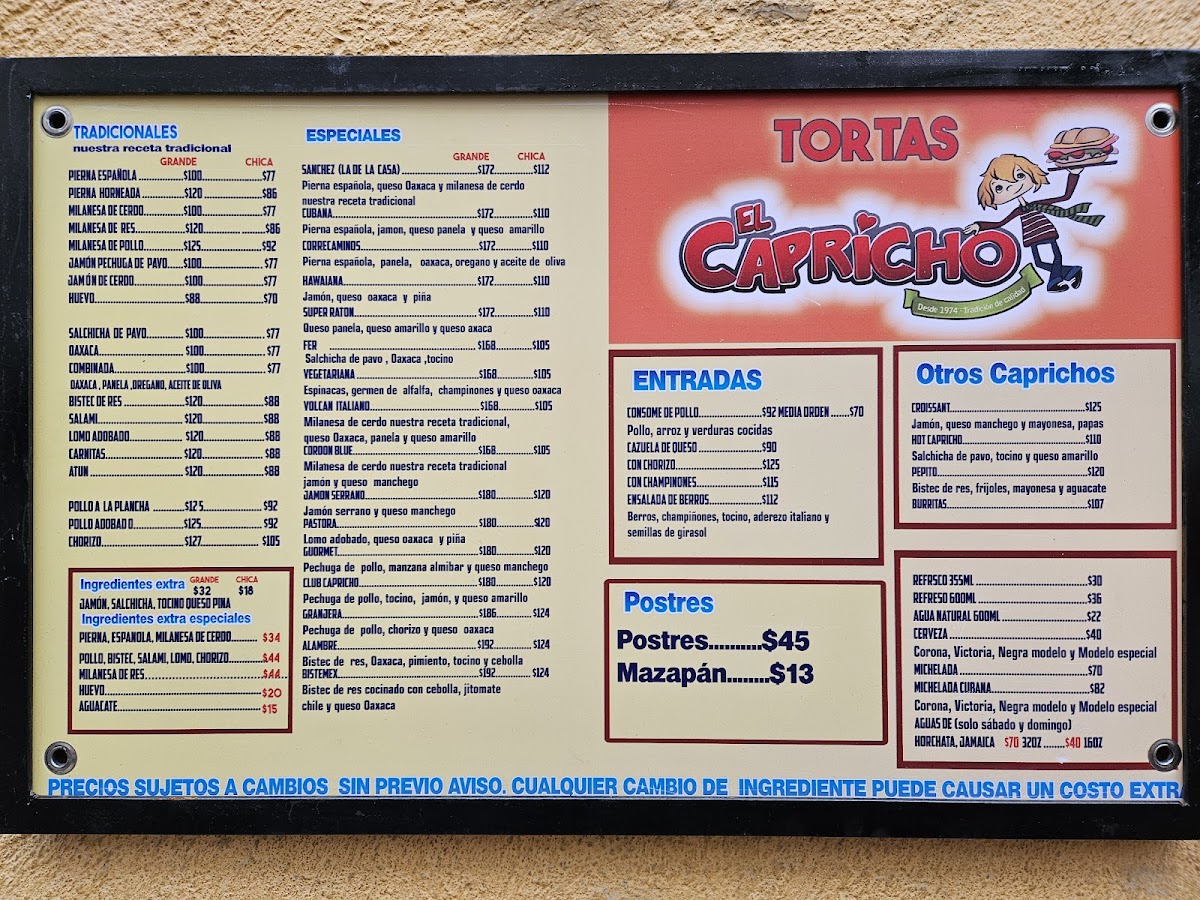 TRADICIONALES
nuestra receta tradicional
GRANDE CHICA
PIERNA ESPAÑOLA ............$100..............$77
PIERNA HORNEADA............$120..............$86
MILANESA DE CERDO..........$100..............$77
MILANESA DE RES............$120..............$86
MILANESA DE POLLO..........$125..............$92
JAMÓN PECHUGA DE PAVO.....$100..............$77
JAMÓN DE CERDO.............$100..............$77
HUEVO......................$88...............$70
SALCHICHA DE PAVO..........$100..............$77
OAXACA.....................$100..............$77
COMBINADA..................$100..............$77
OAXACA , PANELA ,OREGANO, ACEITE DE OLIVA
BISTEC DE RES .............$120..............$88
SALAMI.....................$120..............$88
LOMO ADOBADO...............$120..............$88
CARNITAS...................$120..............$88
ATUN ......................$120..............$88
POLLO A LA PLANCHA ........$125..............$92
POLLO ADOBADO..............$125..............$92
CHORIZO....................$127..............$105
Ingredientes extra GRANDE CHICA
$32 $18
JAMÓN, SALCHICHA, TOCINO QUESO PINA
Ingredientes extra especiales
PIERNA, ESPANOLA, MILANESA DE CERDO......... $34
POLLO, BISTEC, SALAMI, LOMO, CHORIZO...........$44
MILANESA DE RES................................$44..
HUEVO..........................................$20
AGUACATE.......................................$15
ESPECIALES
GRANDE CHICA
SANCHEZ (LA DE LA CASA) ..................$172............$112
Pierna española, queso Oaxaca y milanesa de cerdo
nuestra receta tradicional
CUBANA....................................$172............$110
Pierna española, jamon, queso panela y queso amarillo
CORRECAMINOS..............................$172............$110
Pierna española, panela, oaxaca, oregano y aceite de oliva
HAWAIANA..................................$172............$110
Jamón, queso oaxaca y piña
SUPER RATON...............................$172............$110
Queso panela, queso amarillo y queso axaca
FER ......................................$168............$105
Salchicha de pavo , Oaxaca ,tocino
VEGETARIANA ..............................$168............$105
Espinacas, germen de alfalfa, champinones y queso oaxaca
VOLCAN ITALIANO...........................$168............$105
Milanesa de cerdo nuestra receta tradicional,
queso Oaxaca, panela y queso amarillo
CORDON BLUE...............................$168............$105
Milamesa de cerdo nuestra receta tradicional
jamón y queso manchego
JAMON SERRANO.............................$180............$120
Jamón serrano y queso manchego
PASTORA...................................$180............$120
Lomo adobado, queso oaxaca y piña
GUORMET...................................$180............$120
Pechuga de pollo, manzana almibar y queso manchego
CLUB CAPRICHO.............................$180............$120
Pechuga de pollo, tocino, jamón, y queso amarillo
GRANJERA..................................$186............$124
Pechuga de pollo, chorizo y queso oaxaca
ALAMBRE...................................$192............$124
Bistec de res, Oaxaca, pimiento, tocino y cebolla
BISTEMEX..................................$192............$124
Bistec de res cocinado con cebolla, jitomate
chile y queso Oaxaca
TORTAS
EL
CAPRICHO
Desde 1974 - Tradición de calidad
ENTRADAS
CONSOME DE POLLO....................$92 MEDIA ORDEN ......$70
Pollo, arroz y verduras cocidas
CAZUELA DE QUESO ...................$90
CON CHORIZO.........................$125
CON CHAMPINONES.....................$115
ENSALADA DE BERROS..................$112
Berros, champiñones, tocino, aderezo italiano y
semillas de girasol
Postres
Postres..........$45
Mazapán........$13
Otros Caprichos
CROISSANT...........................................$125
Jamón, queso manchego y mayonesa, papas
HOT CAPRICHO........................................$110
Salchicha de pavo, tocino y queso amarillo
PEPITO..............................................$120
Bistec de res, frijoles, mayonesa y aguacate
BURRITAS............................................$107
REFRSCO 355ML ......................................$30
REFRESO 600ML ......................................$36
AGUA NATURAL 600ML .................................$22
CERVEZA ............................................$40
Corona, Victoria, Negra modelo y Modelo especial
MICHELADA ..........................................$70
MICHELADA CUBANA....................................$82
Corona, Victoria, Negra modelo y Modelo especial
AGUAS DE (solo sábado y domingo)
HORCHATA, JAMAICA $70 32OZ ........$40 16OZ
PRECIOS SUJETOS A CAMBIOS SIN PREVIO AVISO. CUALQUIER CAMBIO DE INGREDIENTE PUEDE CAUSAR UN COSTO EXTRA